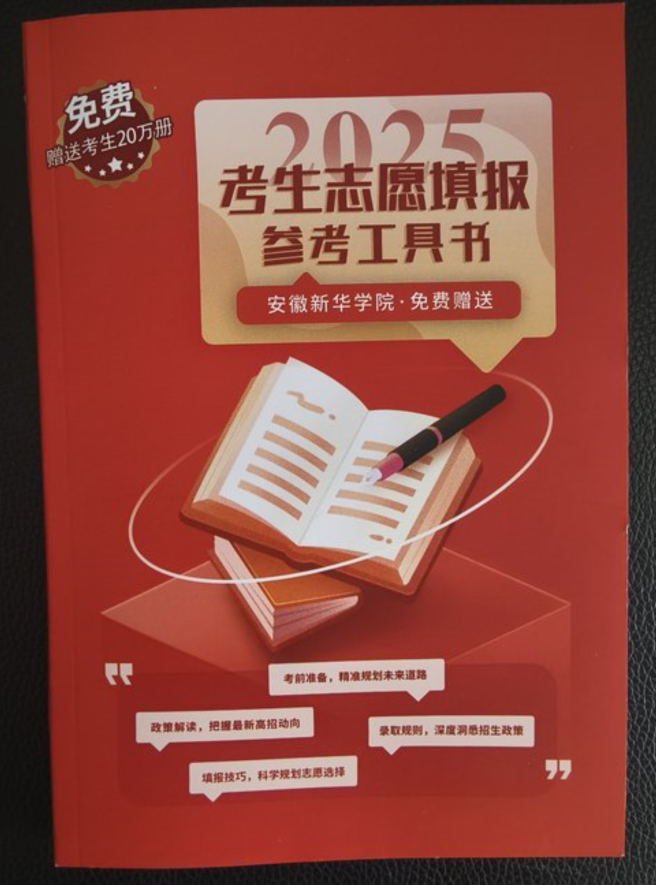 免费
赠送考生20万册
2025
考生志愿填报
参考工具书
安徽新华学院·免费赠送
考前准备，精准规划未来道路
政策解读，把握最新高招动向
录取规则，深度洞悉招生政策
填报技巧，科学规划志愿选择